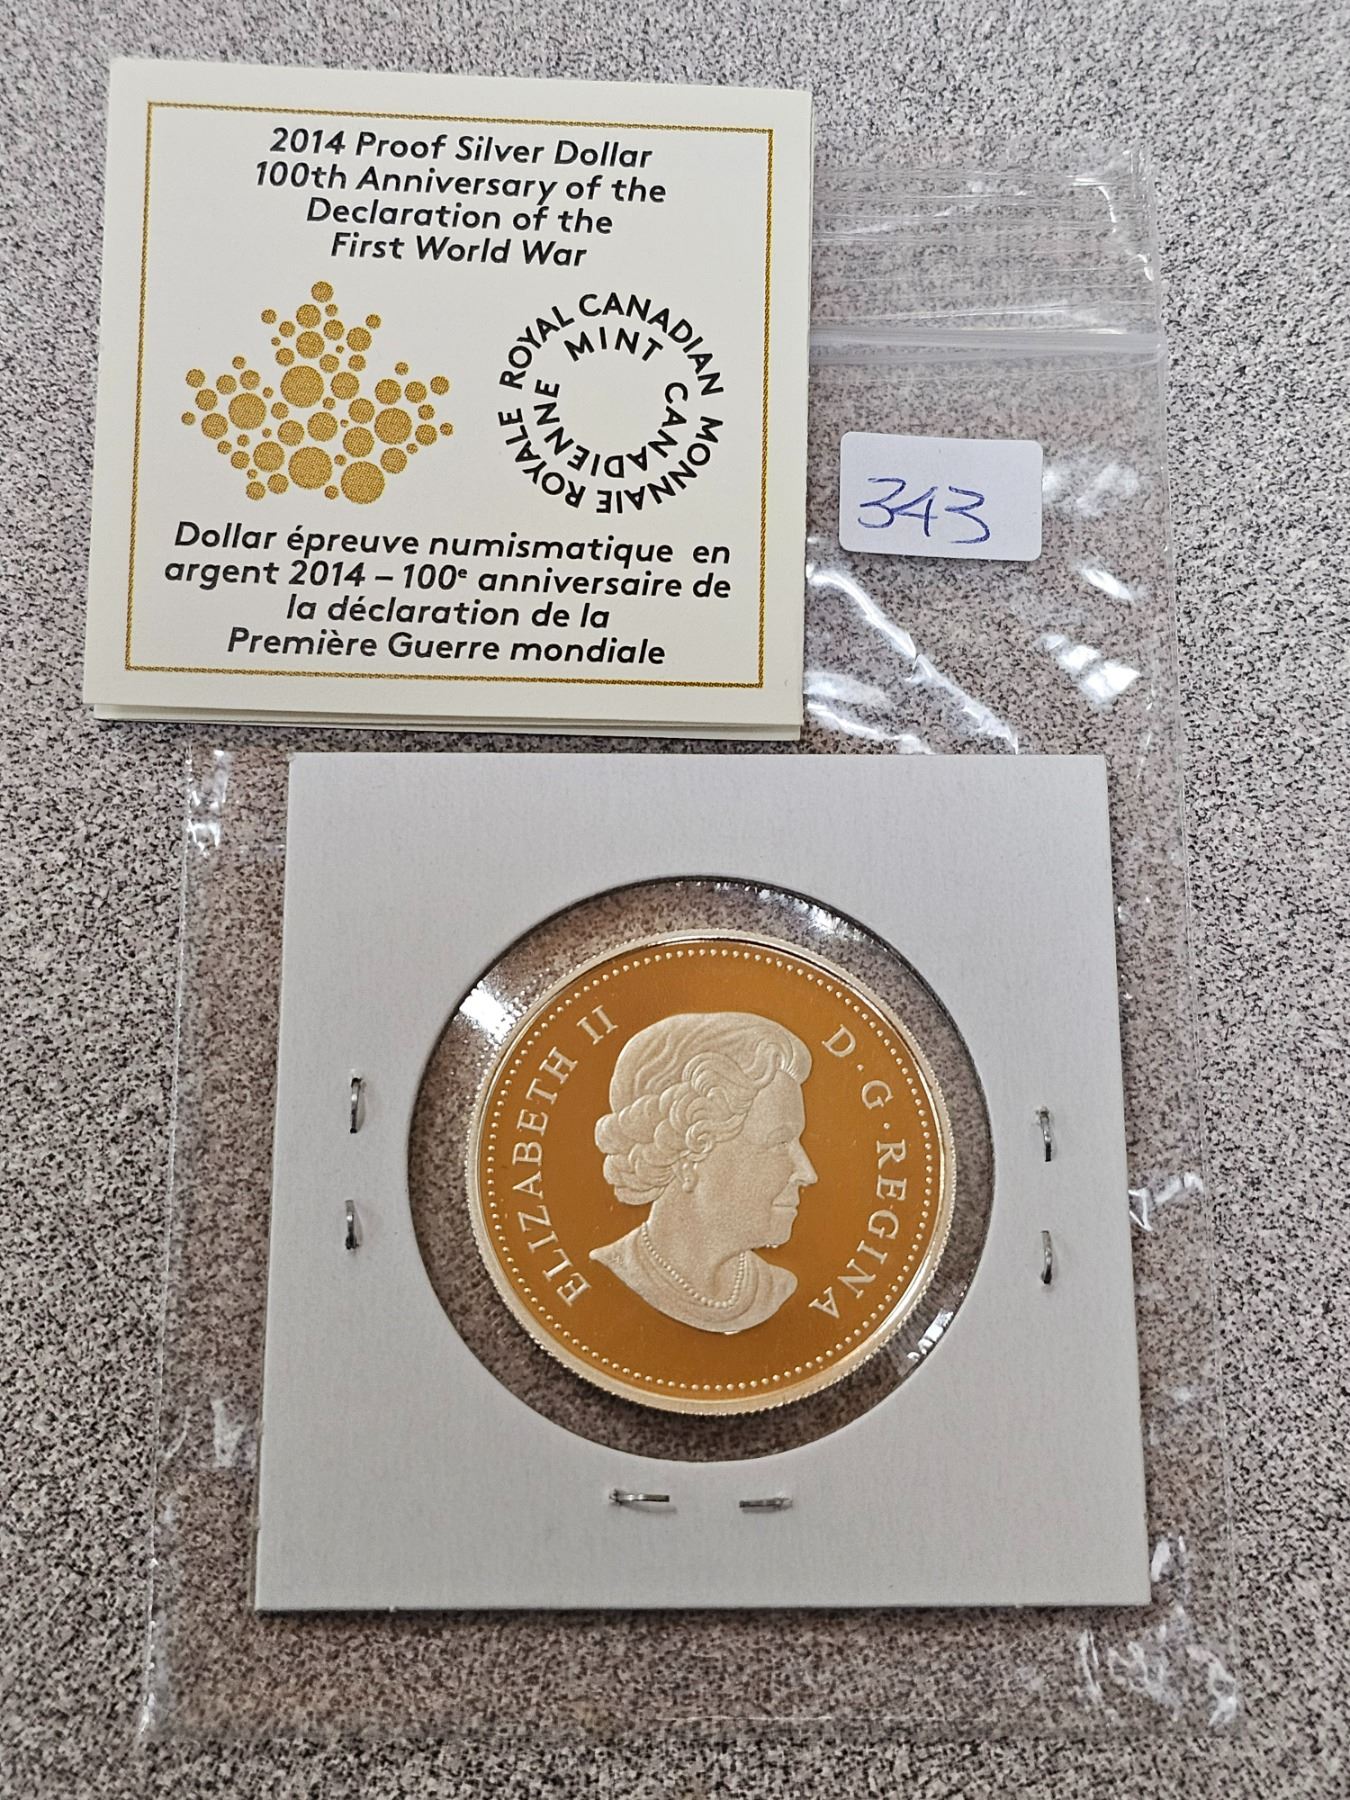 2014 Proof Silver Dollar
100th Anniversary of the
Declaration of the
First World War
ROYAL CANADIAN MINT
MONNAIE ROYALE CANADIENNE
Dollar épreuve numismatique en
argent 2014 – 100e anniversaire de
la déclaration de la
Première Guerre mondiale
343
ELIZABETH II D·G·REGINA